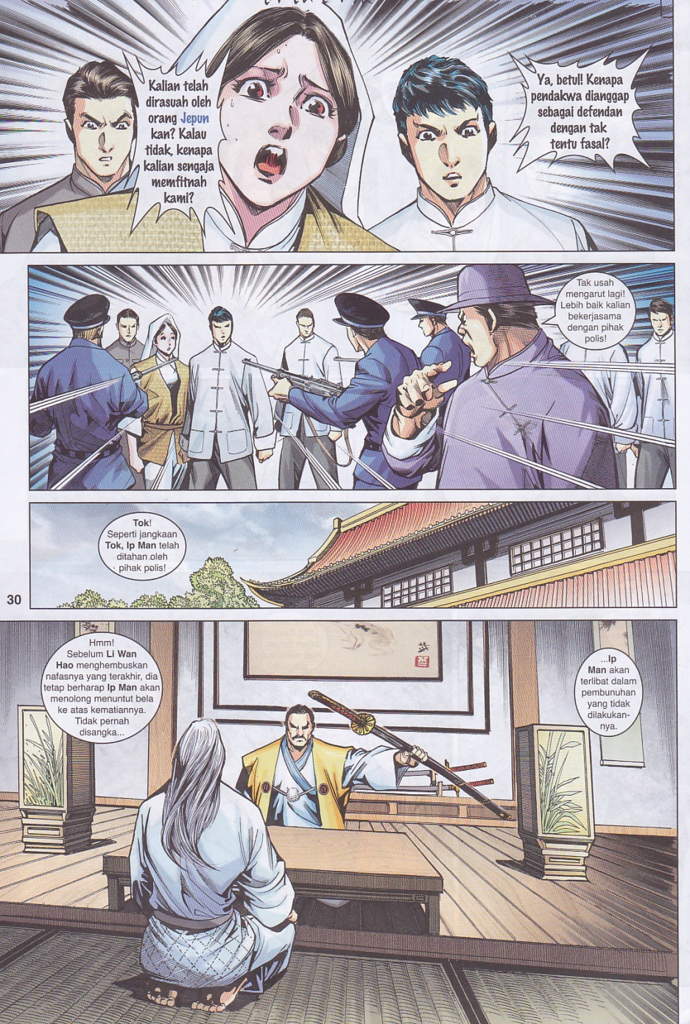 Kalian telah
dirasuah oleh
orang Jepun
kan? Kalau
tidak, kenapa
kalian sengaja
memfitnah
kami?
Ya, betul! Kenapa
pendakwa dianggap
sebagai defendan
dengan tak
tentu fasal?
Tak usah
mengarut lagi!
Lebih baik kalian
bekerjasama
dengan pihak
polis!
Tok!
Seperti jangkaan
Tok, Ip Man telah
ditahan oleh
pihak polis!
30
Hmm!
Sebelum Li Wan
Hao menghembuskan
nafasnya yang terakhir, dia
tetap berharap Ip Man akan
menolong menuntut bela
ke atas kematiannya.
Tidak pernah
disangka...
...Ip
Man akan
terlibat dalam
pembunuhan
yang tidak
dilakukan-
nya.